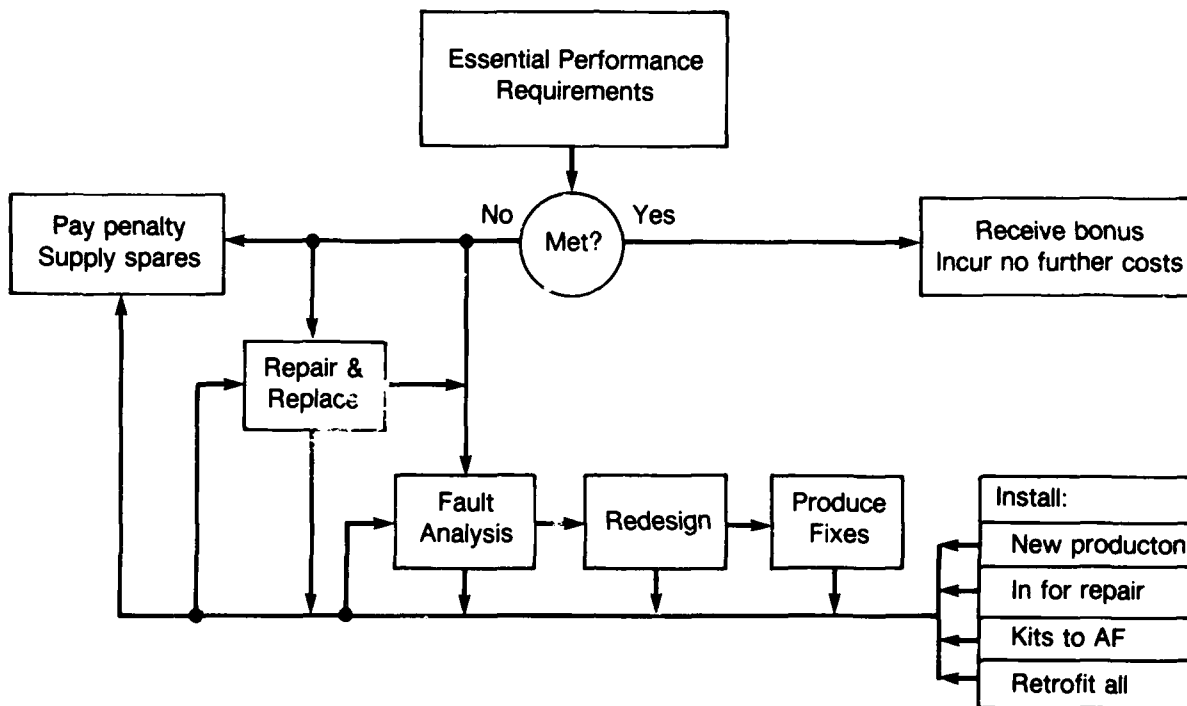 Essential Performance
Requirements
No
Yes
Met?
Pay penalty
Supply spares
Receive bonus
Incur no further costs
Repair &
Replace
Fault
Analysis
Redesign
Produce
Fixes
Install:
New producton
In for repair
Kits to AF
Retrofit all